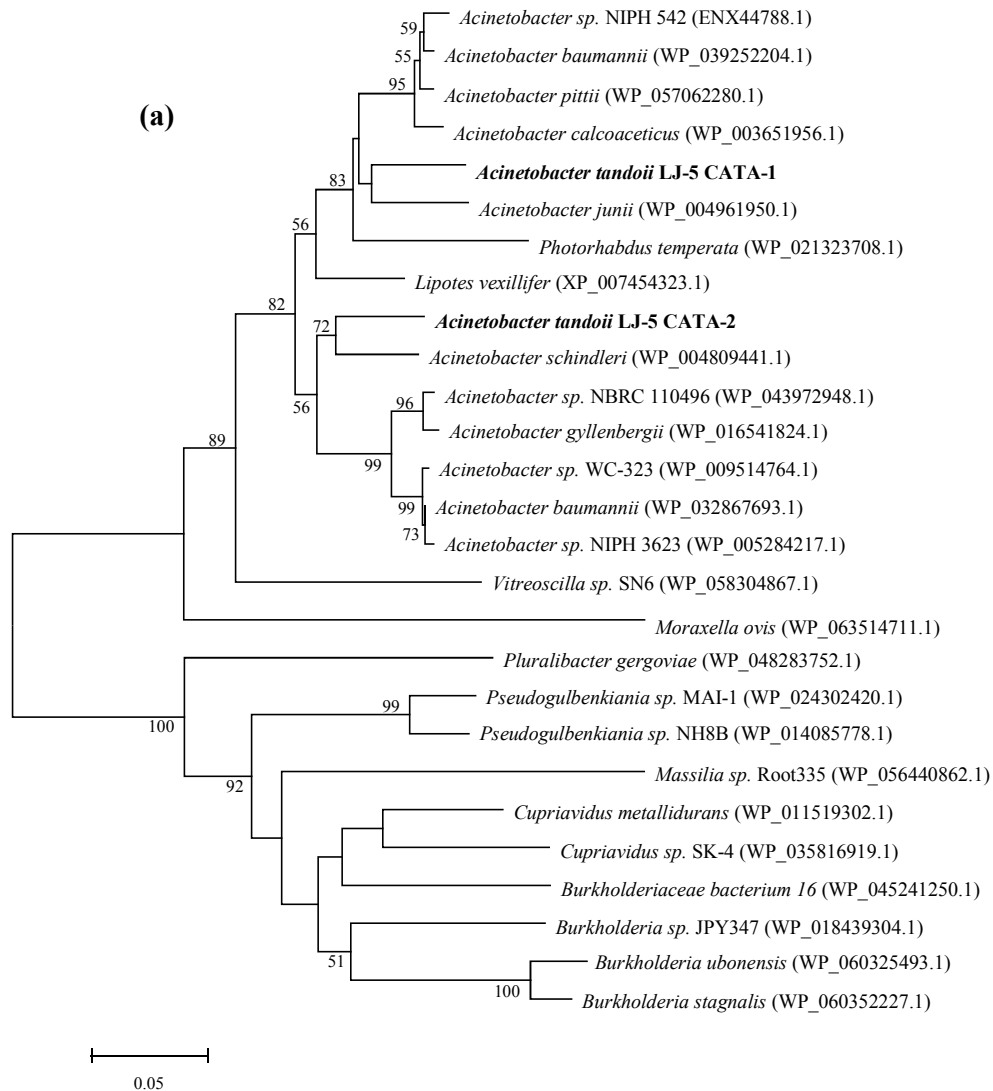 Acinetobacter sp. NIPH 542 (ENX44788.1)
59
Acinetobacter baumannii (WP_039252204.1)
55
95
Acinetobacter pittii (WP_057062280.1)
(a)
Acinetobacter calcoaceticus (WP_003651956.1)
Acinetobacter tandoii LJ-5 CATA-1
83
Acinetobacter junii (WP_004961950.1)
56
Photorhabdus temperata (WP_021323708.1)
Lipotes vexillifer (XP_007454323.1)
82
Acinetobacter tandoii LJ-5 CATA-2
72
Acinetobacter schindleri (WP_004809441.1)
Acinetobacter sp. NBRC 110496 (WP_043972948.1)
96
56
Acinetobacter gyllenbergii (WP_016541824.1)
89
99
Acinetobacter sp. WC-323 (WP_009514764.1)
99
Acinetobacter baumannii (WP_032867693.1)
73
Acinetobacter sp. NIPH 3623 (WP_005284217.1)
Vitreoscilla sp. SN6 (WP_058304867.1)
Moraxella ovis (WP_063514711.1)
Pluralibacter gergoviae (WP_048283752.1)
Pseudogulbenkiania sp. MAI-1 (WP_024302420.1)
99
100
Pseudogulbenkiania sp. NH8B (WP_014085778.1)
Massilia sp. Root335 (WP_056440862.1)
92
Cupriavidus metallidurans (WP_011519302.1)
Cupriavidus sp. SK-4 (WP_035816919.1)
Burkholderiaceae bacterium 16 (WP_045241250.1)
Burkholderia sp. JPY347 (WP_018439304.1)
51
Burkholderia ubonensis (WP_060325493.1)
100
Burkholderia stagnalis (WP_060352227.1)
0.05